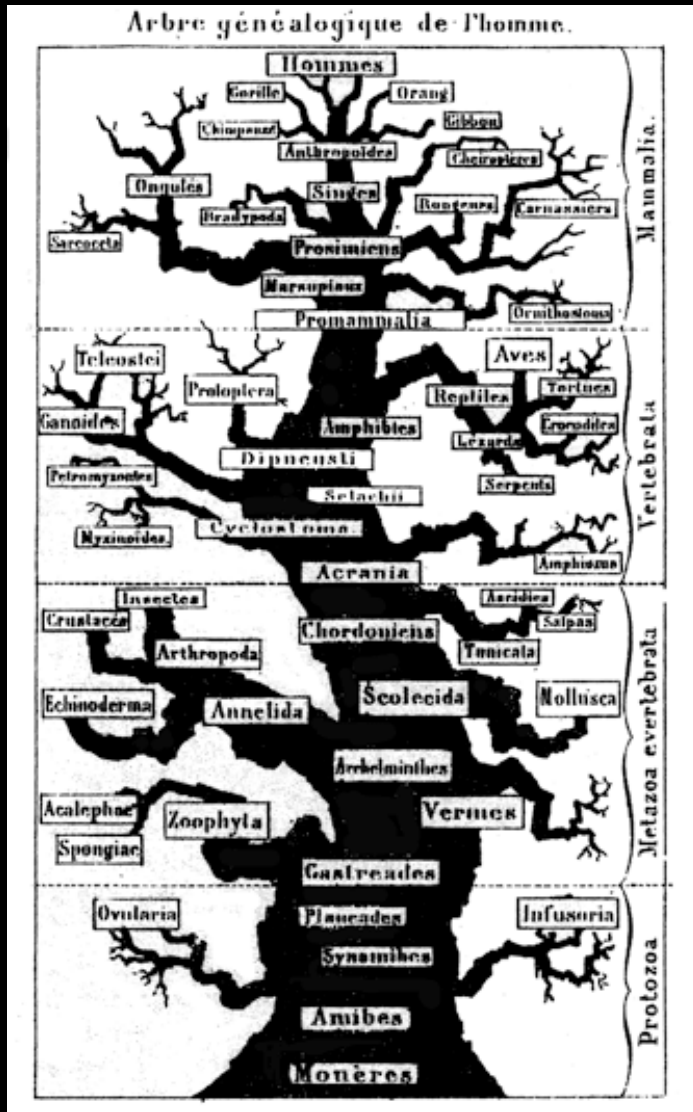 Arbre généalogique de l'homme.
Hommes
Gorille
Orang
Chimpanzé
Gibbon
Anthropoïdes
Cheiroptères
Ongulés
Singes
Bradypoda
Rongeurs
Carnassiers
Sarcoceta
Prosimiens
Marsupiaux
Ornithostoma
Promammalia
Mammalia.
Teleostei
Aves
Protoptera
Reptiles
Tortues
Ganoides
Amphibies
Lézards
Crocodiles
Dipneusti
Serpents
Petromyzontes
Selachii
Myxinoides.
Cyclostoma.
Amphioxus
Acrania
Vertebrata
Insectes
Ascidies
Crustacés
Chordoniens
Salpas
Arthropoda
Tunicata
Echinoderma
Annelida
Scolecida
Mollusca
Archelminthes
Acalephae
Zoophyta
Vermes
Spongiae
Gastreades
Metazoa evertebrata
Ovularia
Planeades
Infusoria
Synamibes
Amibes
Monères
Protozoa